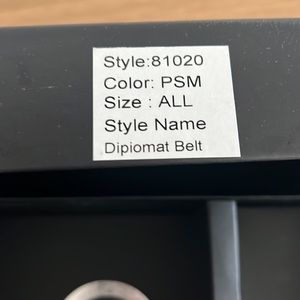 Style:81020
Color: PSM
Size : ALL
Style Name
Dipiomat Belt